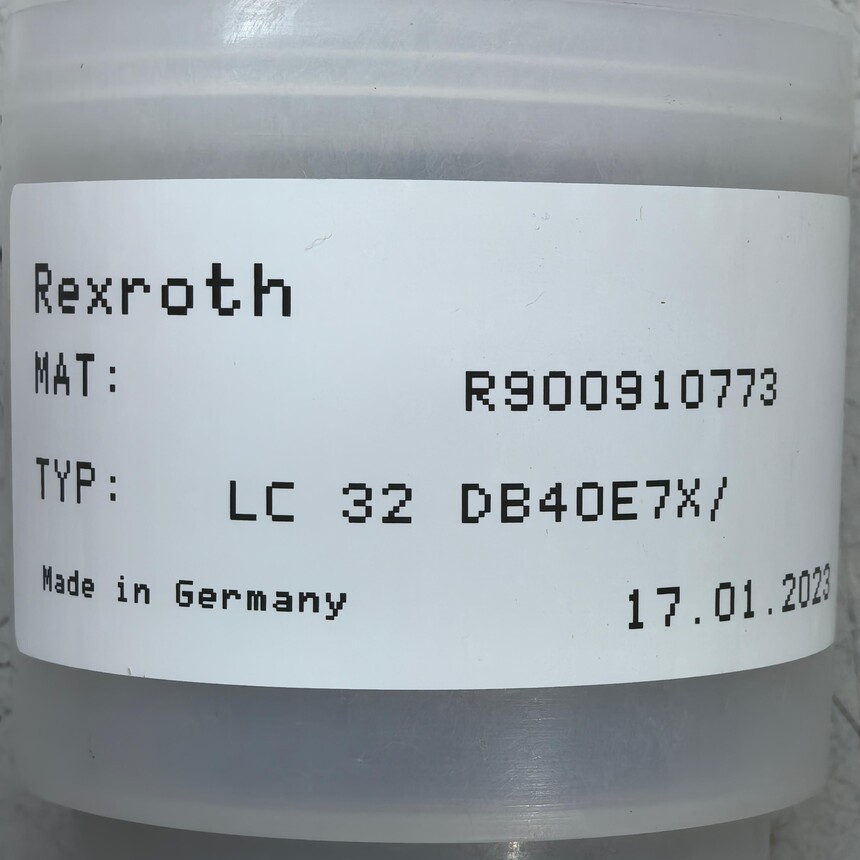 Rexroth
MAT: R900910773
TYP: LC 32 DB40E7X/
Made in Germany 17.01.2023